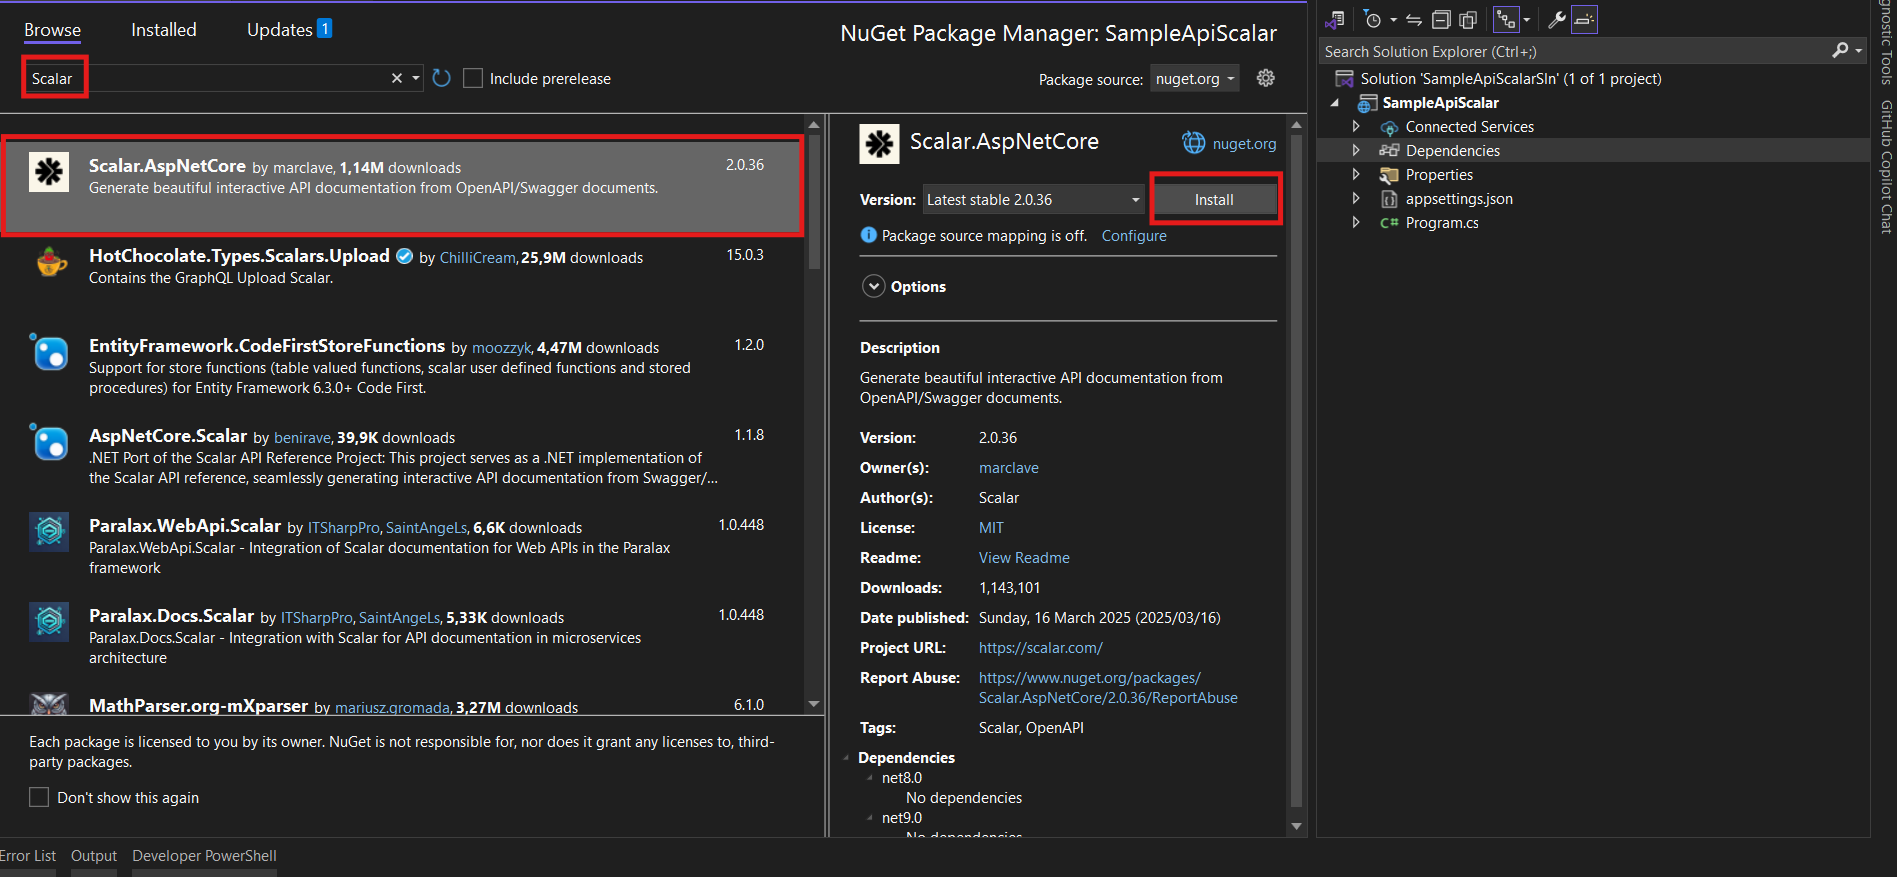 Browse
Installed
Updates 1
NuGet Package Manager: SampleApiScalar
Scalar
Include prerelease
Package source: nuget.org
Scalar.AspNetCore by marclave, 1,14M downloads
2.0.36
Generate beautiful interactive API documentation from OpenAPI/Swagger documents.
HotChocolate.Types.Scalars.Upload by ChilliCream, 25,9M downloads
15.0.3
Contains the GraphQL Upload Scalar.
EntityFramework.CodeFirstStoreFunctions by moozzyk, 4,47M downloads
1.2.0
Support for store functions (table valued functions, scalar user defined functions and stored
procedures) for Entity Framework 6.3.0+ Code First.
AspNetCore.Scalar by benirave, 39,9K downloads
1.1.8
.NET Port of the Scalar API Reference Project: This project serves as a .NET implementation of
the Scalar API reference, seamlessly generating interactive API documentation from Swagger/...
Paralax.WebApi.Scalar by ITSharpPro, SaintAngeLs, 6,6K downloads
1.0.448
Paralax.WebApi.Scalar - Integration of Scalar documentation for Web APIs in the Paralax
framework
Paralax.Docs.Scalar by ITSharpPro, SaintAngeLs, 5,33K downloads
1.0.448
Paralax.Docs.Scalar - Integration with Scalar for API documentation in microservices
architecture
MathParser.org-mXparser by mariusz.gromada, 3,27M downloads
6.1.0
Each package is licensed to you by its owner. NuGet is not responsible for, nor does it grant any licenses to, third-
party packages.
Don't show this again
Scalar.AspNetCore
nuget.org
Version: Latest stable 2.0.36
Install
Package source mapping is off. Configure
Options
Description
Generate beautiful interactive API documentation from
OpenAPI/Swagger documents.
Version: 2.0.36
Owner(s): marclave
Author(s): Scalar
License: MIT
Readme: View Readme
Downloads: 1,143,101
Date published: Sunday, 16 March 2025 (2025/03/16)
Project URL: https://scalar.com/
Report Abuse: https://www.nuget.org/packages/
Scalar.AspNetCore/2.0.36/ReportAbuse
Tags: Scalar, OpenAPI
Dependencies
net8.0
No dependencies
net9.0
No dependencies
Search Solution Explorer (Ctrl+;)
Solution 'SampleApiScalarSln' (1 of 1 project)
SampleApiScalar
Connected Services
Dependencies
Properties
appsettings.json
C# Program.cs
gnostic Tools
GitHub Copilot Chat
Error List
Output
Developer PowerShell